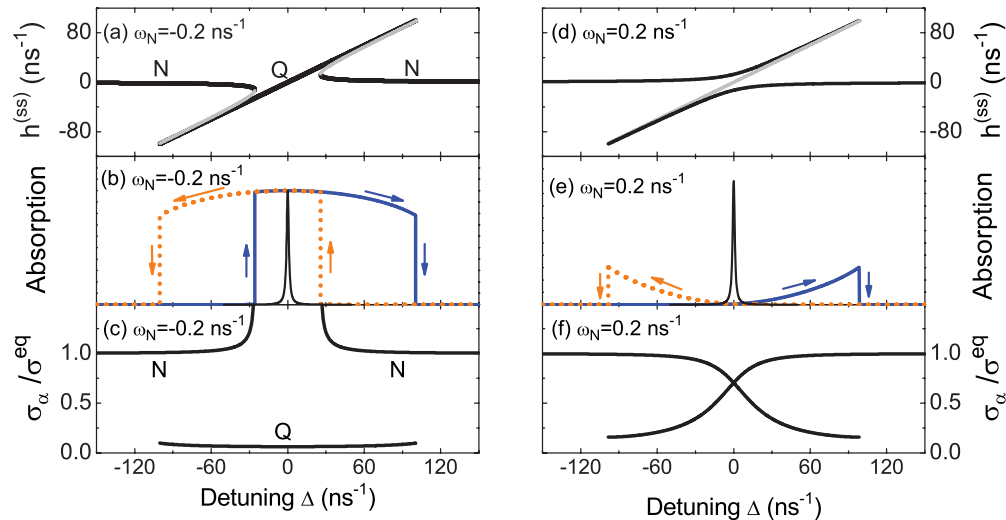 (a) ω_N=-0.2 ns⁻¹
80
0
-80
h^(ss) (ns⁻¹)
N
Q
N
(b) ω_N=-0.2 ns⁻¹
Absorption
(c) ω_N=-0.2 ns⁻¹
1.0
0.5
0.0
σ_α/σ^eq
N
N
Q
-120 -60 0 60 120
Detuning Δ (ns⁻¹)
(d) ω_N=0.2 ns⁻¹
80
0
-80
h^(ss) (ns⁻¹)
(e) ω_N=0.2 ns⁻¹
Absorption
(f) ω_N=0.2 ns⁻¹
1.0
0.5
0.0
σ_α/σ^eq
-120 -60 0 60 120
Detuning Δ (ns⁻¹)